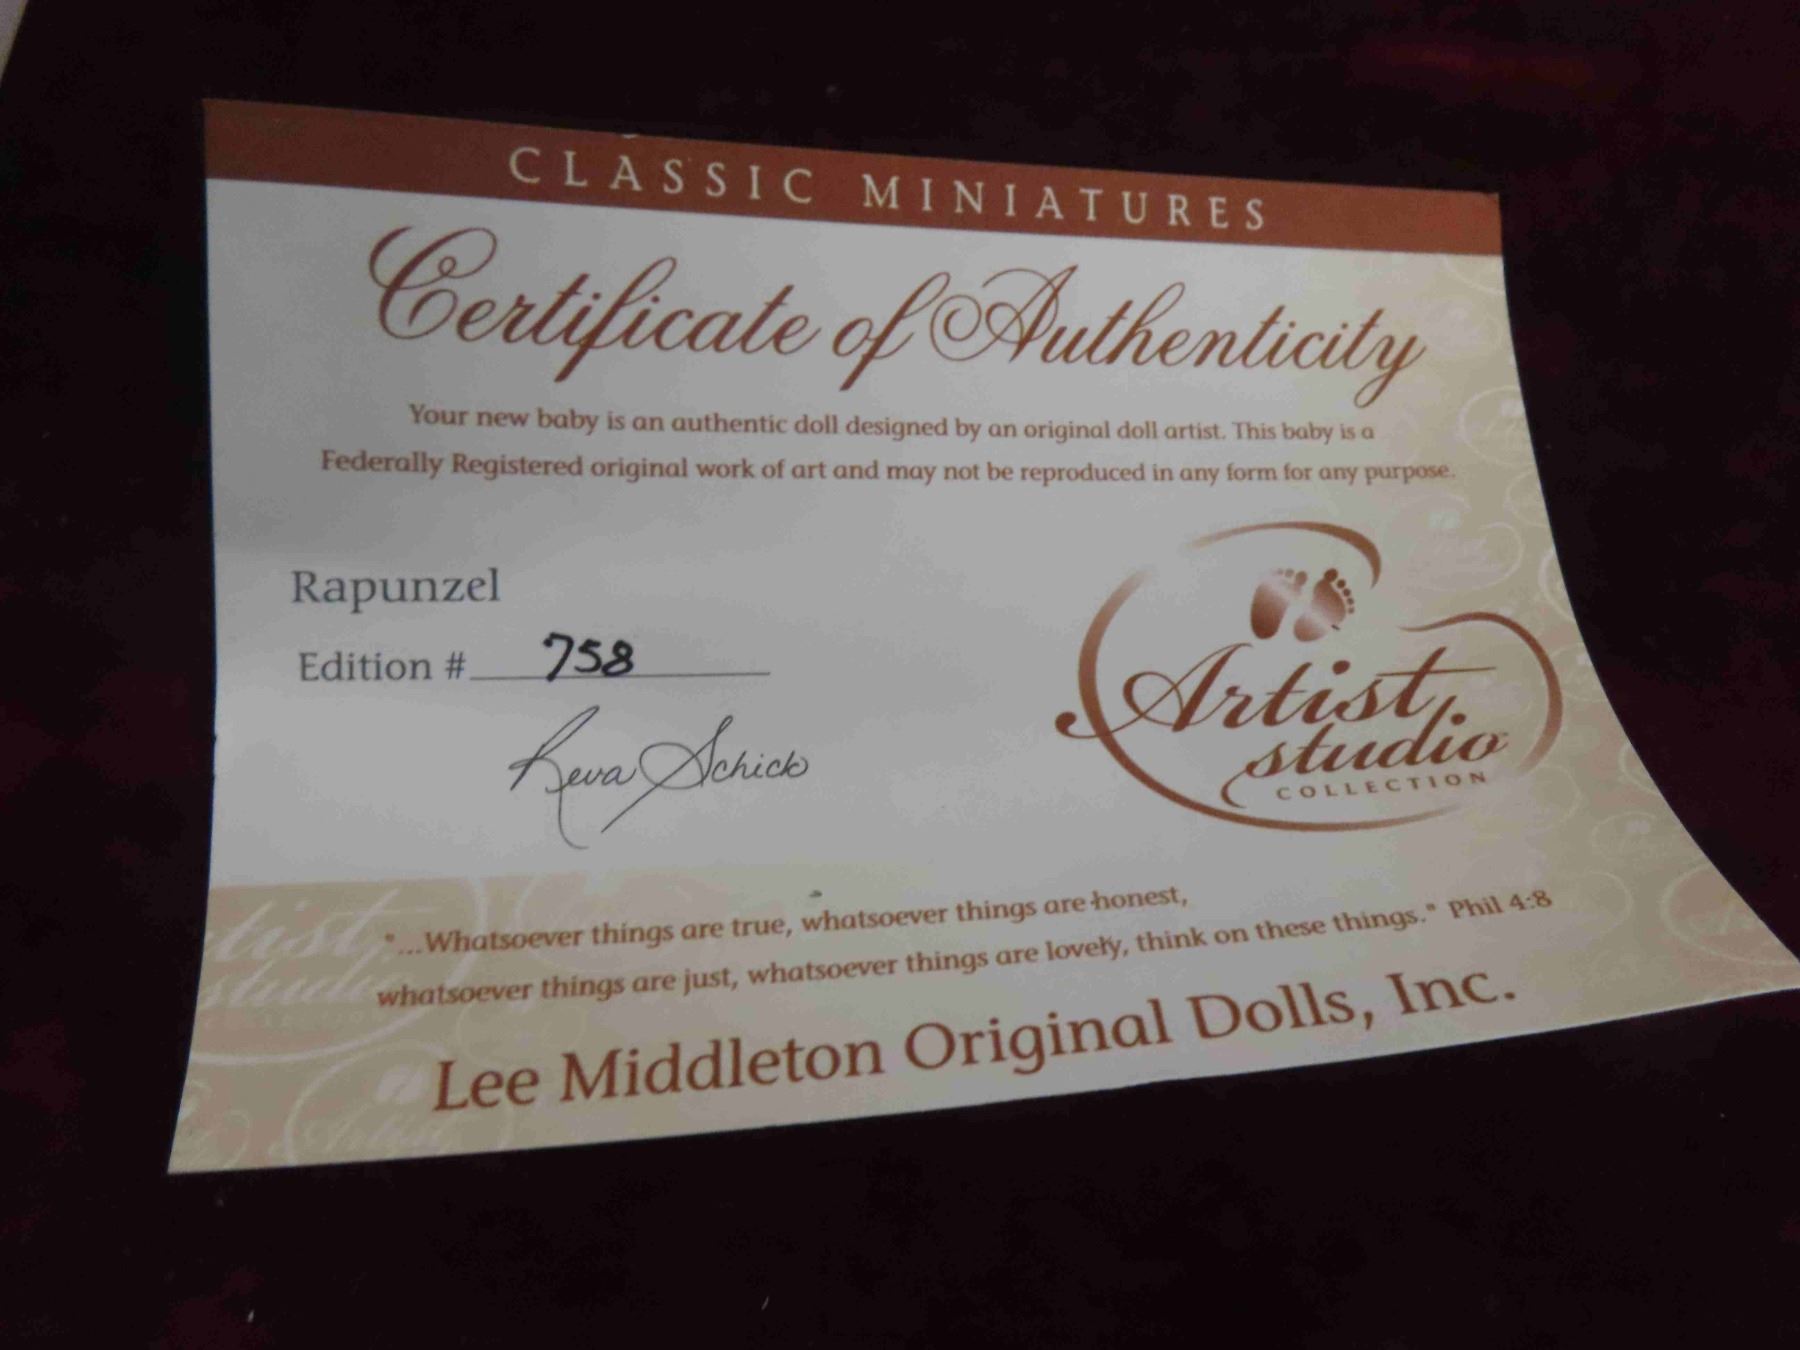 CLASSIC MINIATURES
Certificate of Authenticity
Your new baby is an authentic doll designed by an original doll artist. This baby is a
Federally Registered original work of art and may not be reproduced in any form for any purpose.
Rapunzel
Edition # 758
Reva Schick
Artist
studio
COLLECTION
"...Whatsoever things are true, whatsoever things are honest,
whatsoever things are just, whatsoever things are lovely, think on these things." Phil 4:8
Lee Middleton Original Dolls, Inc.